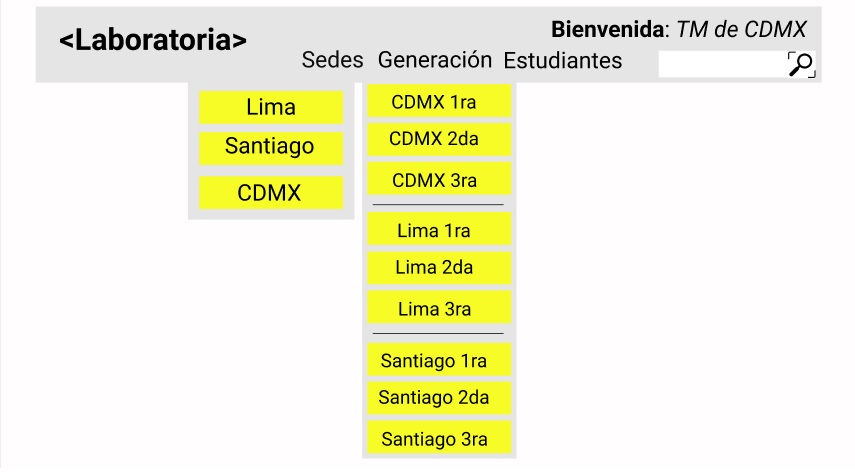 <Laboratoria>
Bienvenida: TM de CDMX
Sedes Generación Estudiantes
Lima
Santiago
CDMX
CDMX 1ra
CDMX 2da
CDMX 3ra
Lima 1ra
Lima 2da
Lima 3ra
Santiago 1ra
Santiago 2da
Santiago 3ra